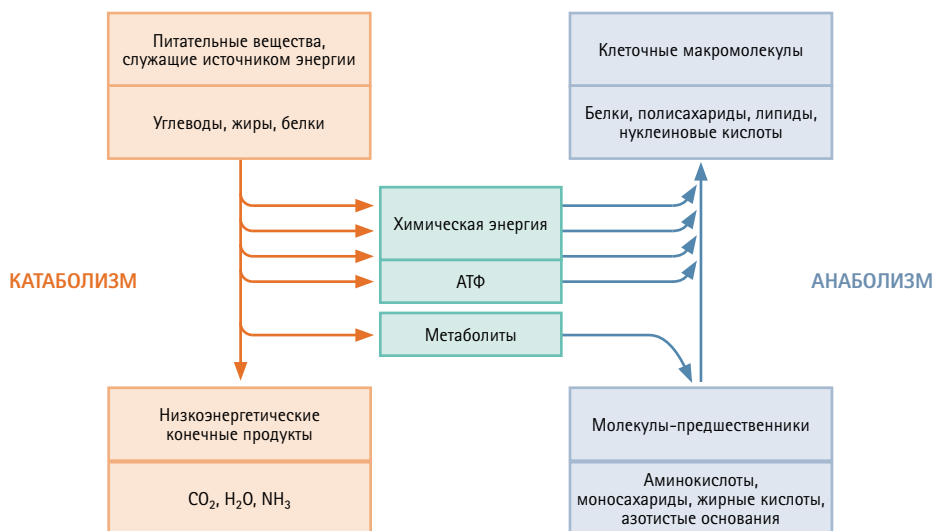 Питательные вещества,
служащие источником энергии
Углеводы, жиры, белки
Клеточные макромолекулы
Белки, полисахариды, липиды,
нуклеиновые кислоты
Химическая энергия
АТФ
Метаболиты
КАТАБОЛИЗМ
АНАБОЛИЗМ
Низкоэнергетические
конечные продукты
CO₂, H₂O, NH₃
Молекулы-предшественники
Аминокислоты,
моносахариды, жирные кислоты,
азотистые основания